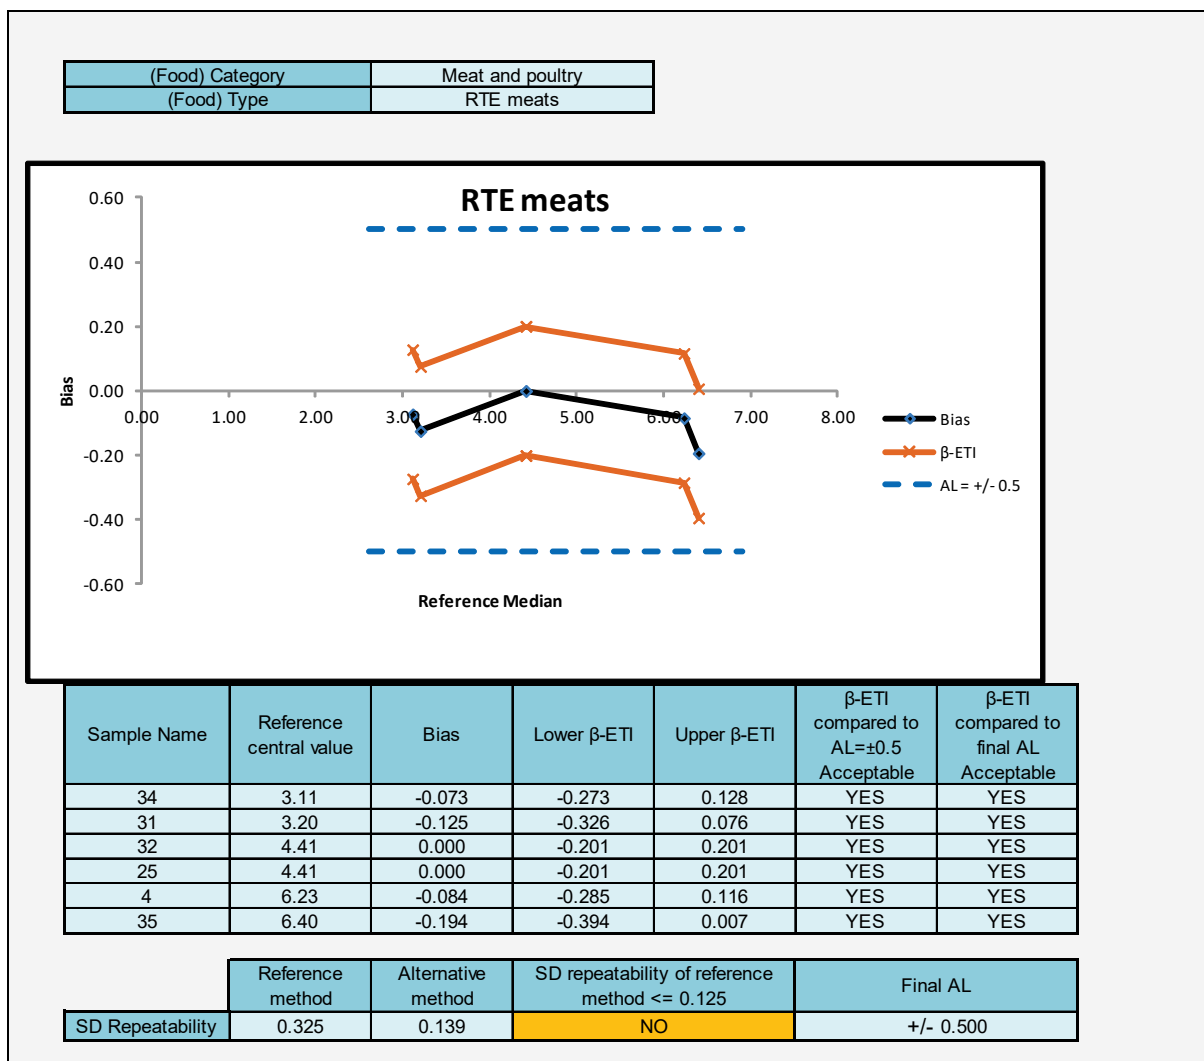 (Food) Category Meat and poultry
(Food) Type RTE meats
RTE meats
0.60
0.40
0.20
0.00
-0.20
-0.40
-0.60
0.00 1.00 2.00 3.00 4.00 5.00 6.00 7.00 8.00
Bias
Reference Median
Bias
β-ETI
AL = +/- 0.5
Sample Name Reference central value Bias Lower β-ETI Upper β-ETI β-ETI compared to AL=±0.5 Acceptable β-ETI compared to final AL Acceptable
34 3.11 -0.073 -0.273 0.128 YES YES
31 3.20 -0.125 -0.326 0.076 YES YES
32 4.41 0.000 -0.201 0.201 YES YES
25 4.41 0.000 -0.201 0.201 YES YES
4 6.23 -0.084 -0.285 0.116 YES YES
35 6.40 -0.194 -0.394 0.007 YES YES
Reference method Alternative method SD repeatability of reference method <= 0.125 Final AL
SD Repeatability 0.325 0.139 NO +/- 0.500